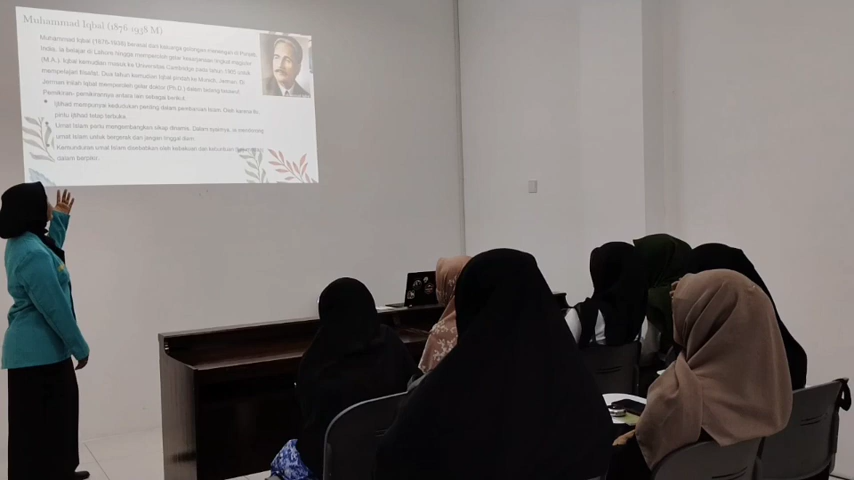 Muhammad Iqbal (1876-1938 M)
Muhammad Iqbal (1876-1938) berasal dari keluarga golongan menengah di Punjab,
India. Ia belajar di Lahore hingga memperoleh gelar kesarjanaan tingkat magister
(M.A.). Iqbal kemudian masuk ke Universitas Cambridge pada tahun 1905 untuk
mempelajari filsafat. Dua tahun kemudian Iqbal pindah ke Munich, Jerman. Di
Jerman inilah Iqbal memperoleh gelar doktor (Ph.D.) dalam bidang tasawuf.
Pemikiran- pemikirannya antara lain sebagai berikut.
Ijtihad mempunyai kedudukan penting dalam pembaruan Islam. Oleh karena itu,
pintu ijtihad tetap terbuka.
Umat Islam perlu mengembangkan sikap dinamis. Dalam syairnya, ia mendorong
umat Islam untuk bergerak dan jangan tinggal diam.
Kemunduran umat Islam disebabkan oleh kebekuan dan kebuntuan
dalam berpikir.